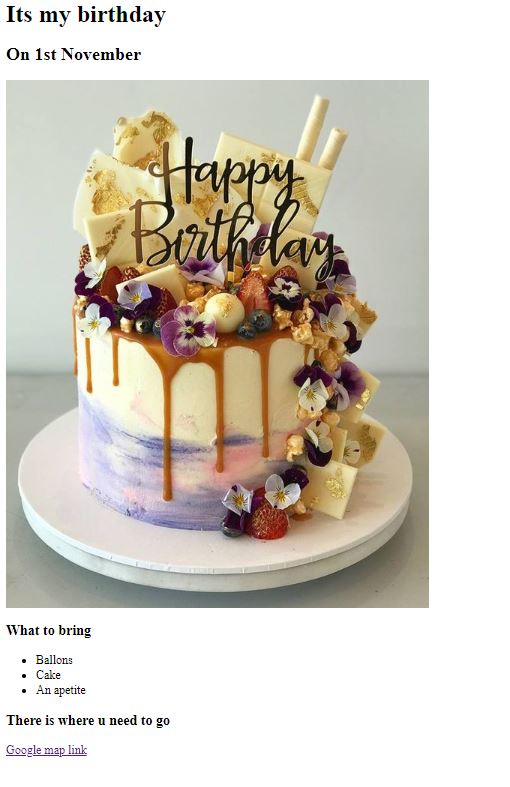 Its my birthday
On 1st November
Happy
Birthday
What to bring
Ballons
Cake
An apetite
There is where u need to go
Google map link